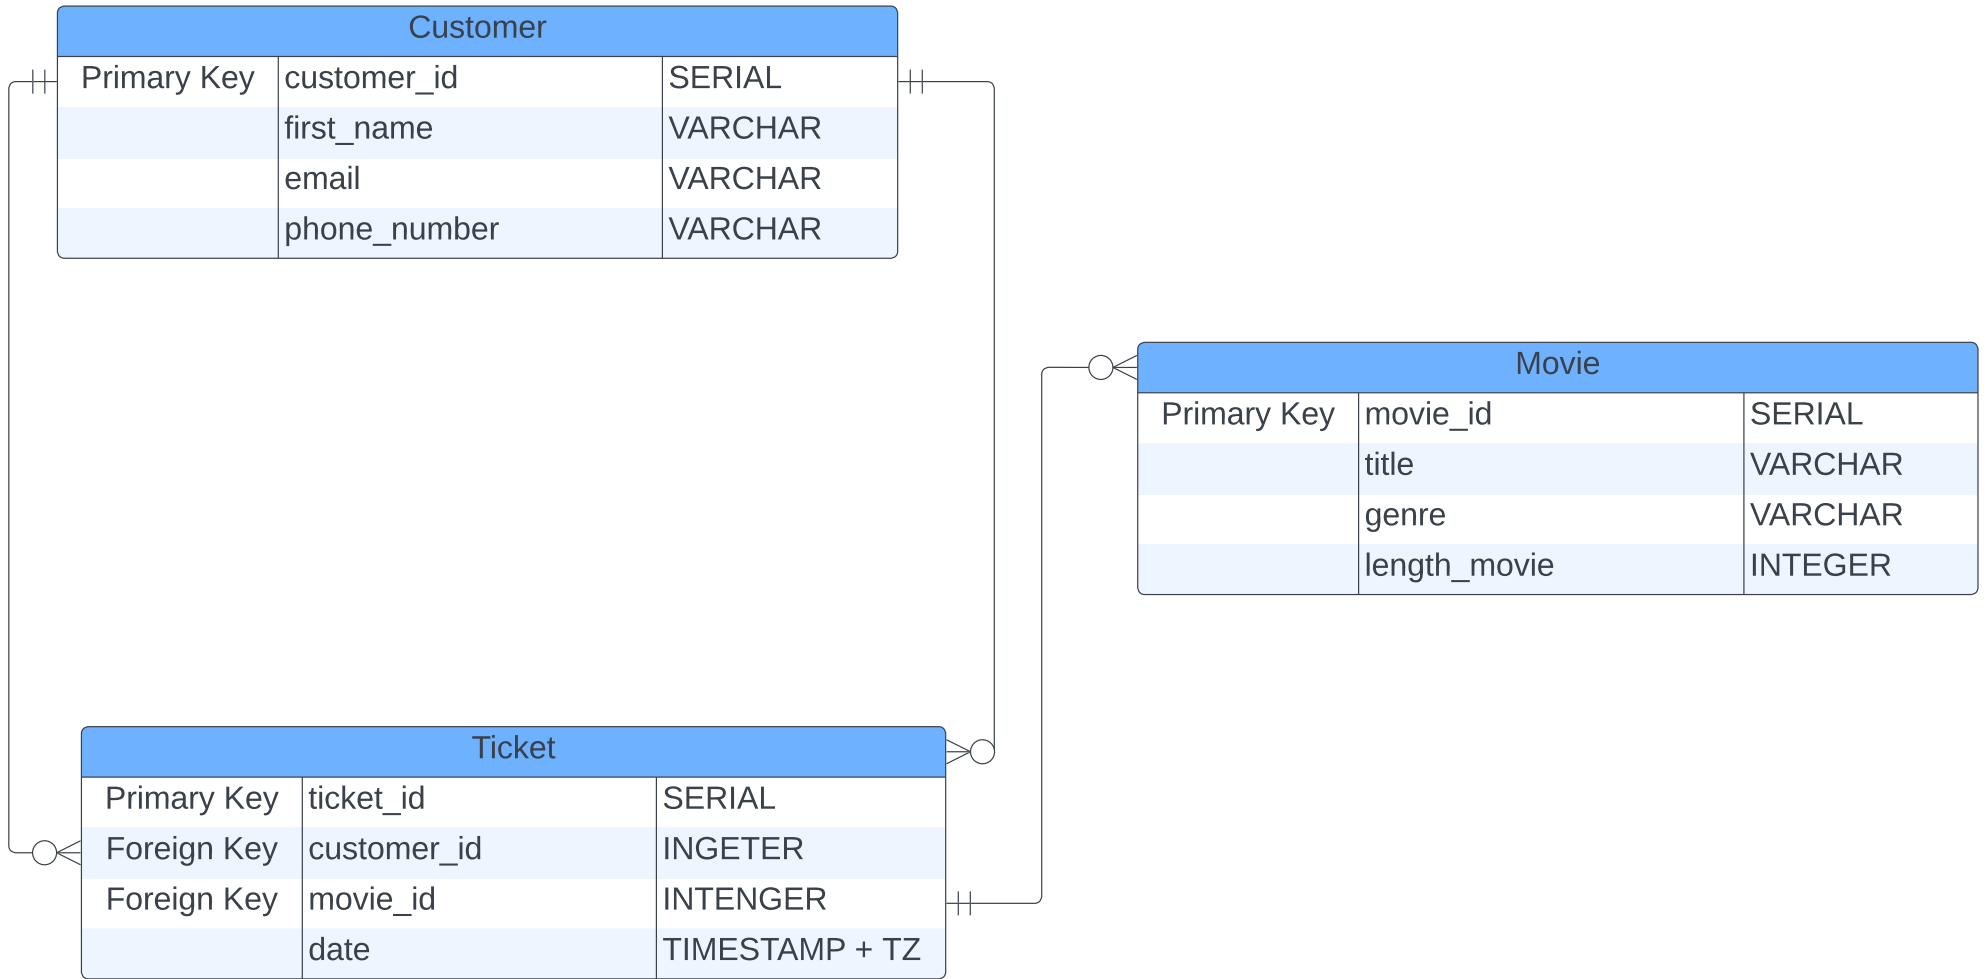 Customer
Primary Key customer_id SERIAL
first_name VARCHAR
email VARCHAR
phone_number VARCHAR
Movie
Primary Key movie_id SERIAL
title VARCHAR
genre VARCHAR
length_movie INTEGER
Ticket
Primary Key ticket_id SERIAL
Foreign Key customer_id INGETER
Foreign Key movie_id INTENGER
date TIMESTAMP + TZ